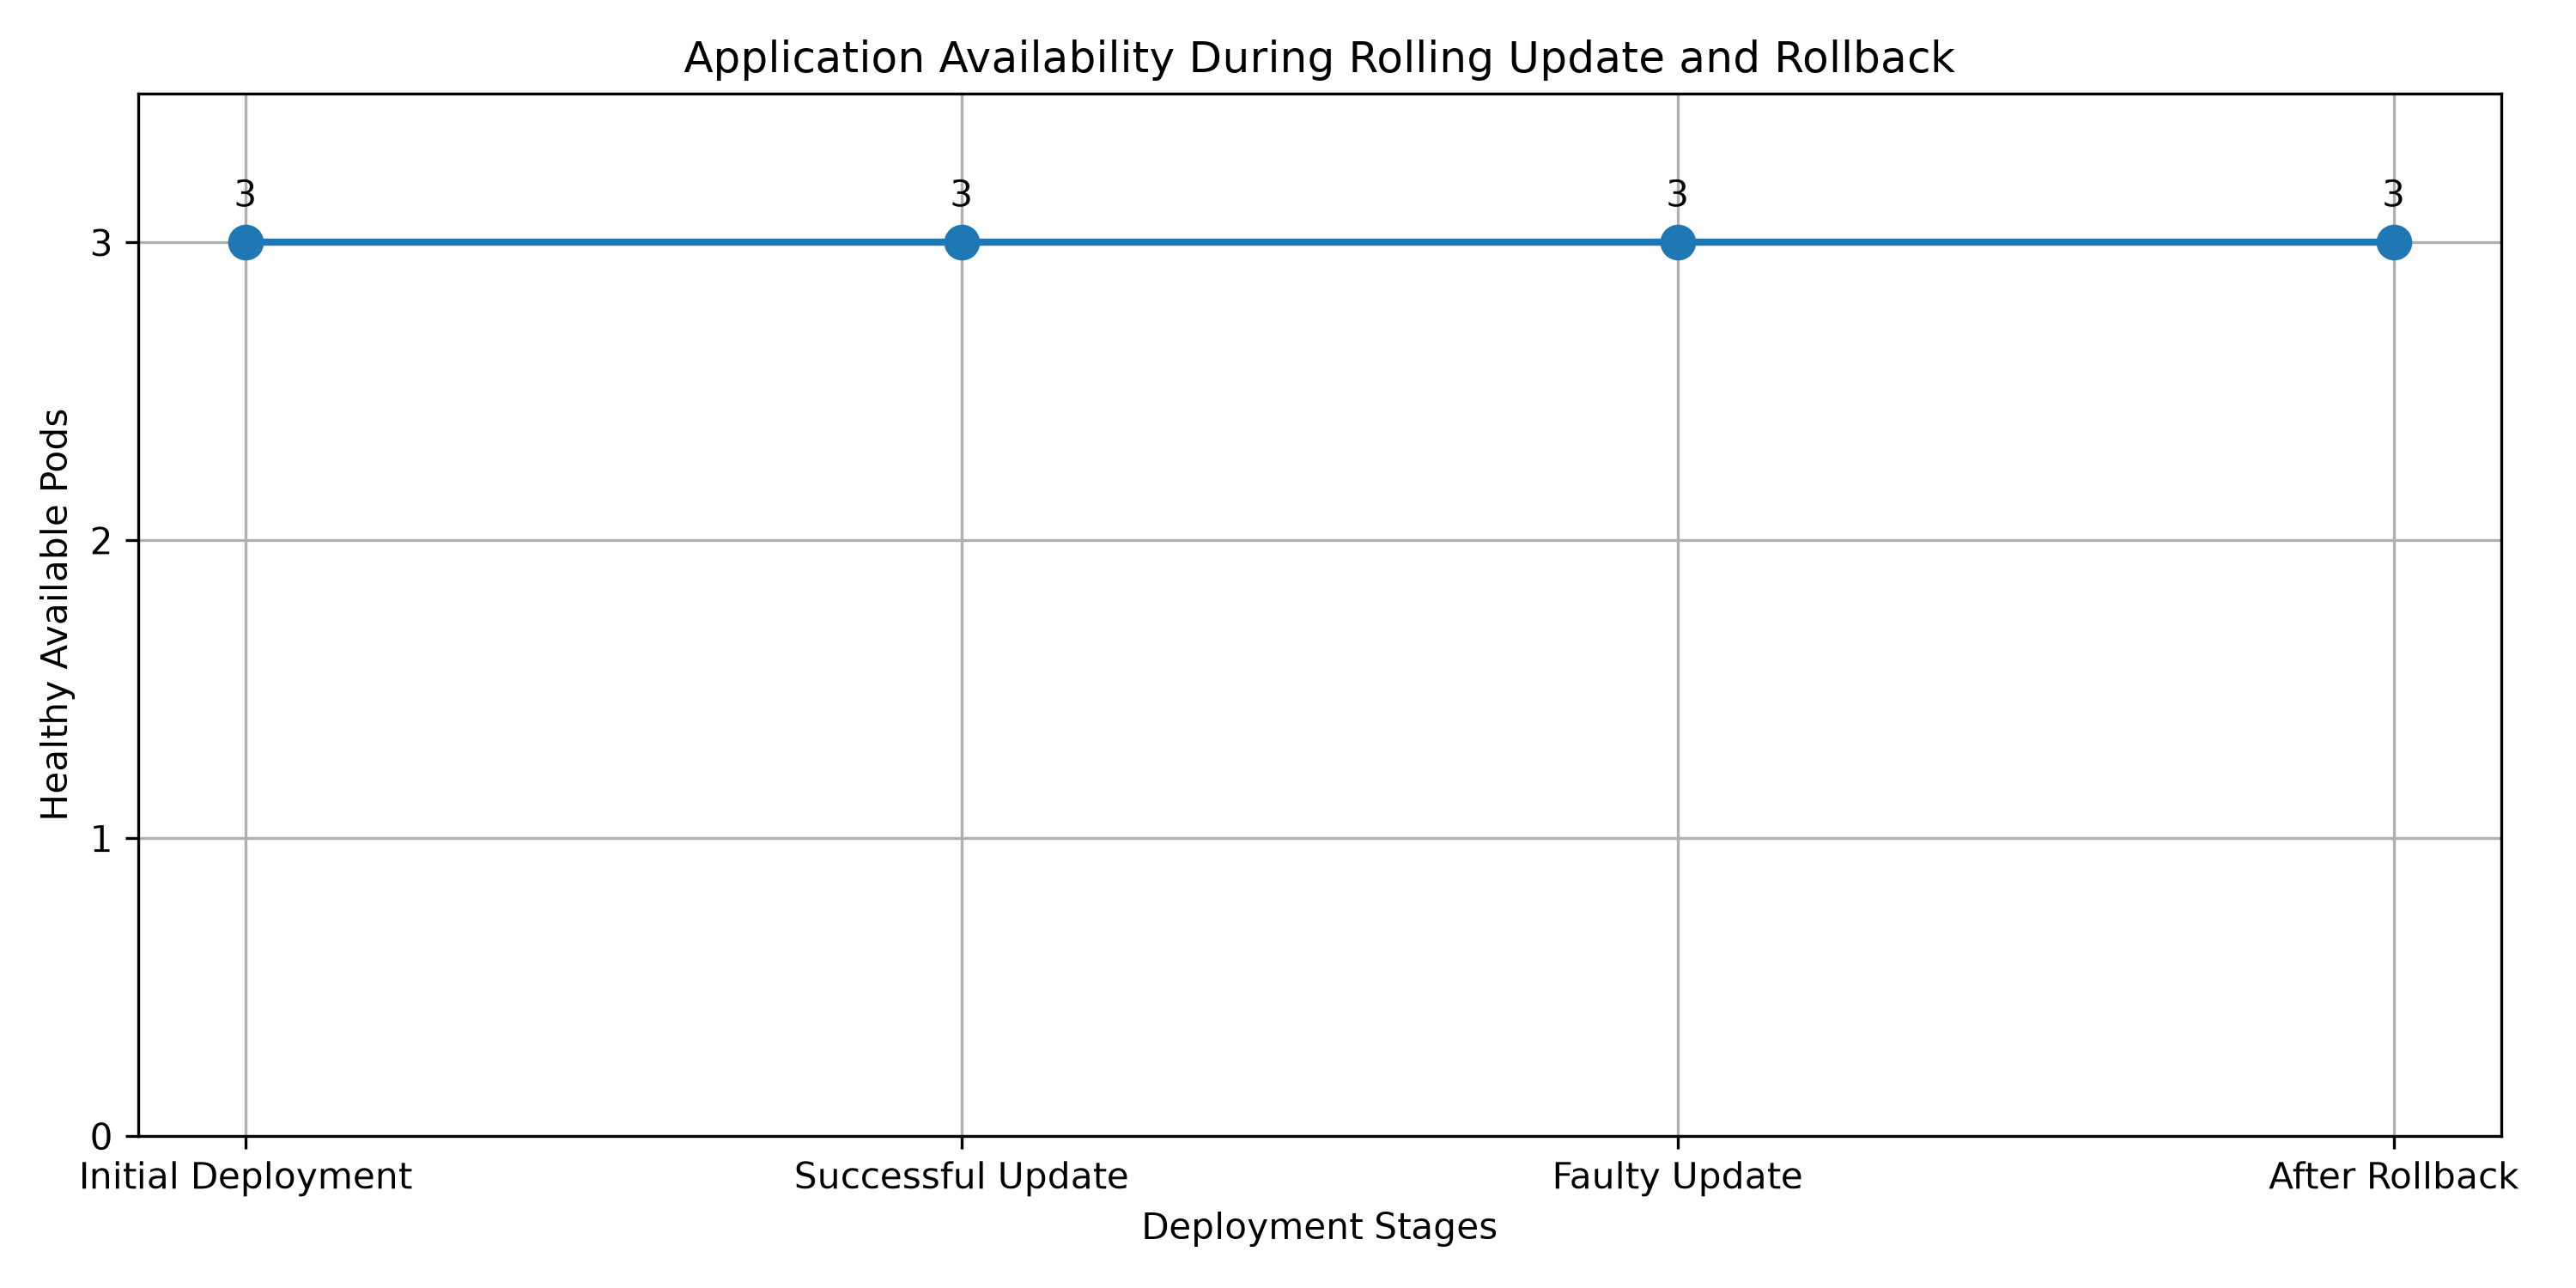 Application Availability During Rolling Update and Rollback
3 3 3 3
3
2
1
0
Healthy Available Pods
Initial Deployment Successful Update Faulty Update After Rollback
Deployment Stages